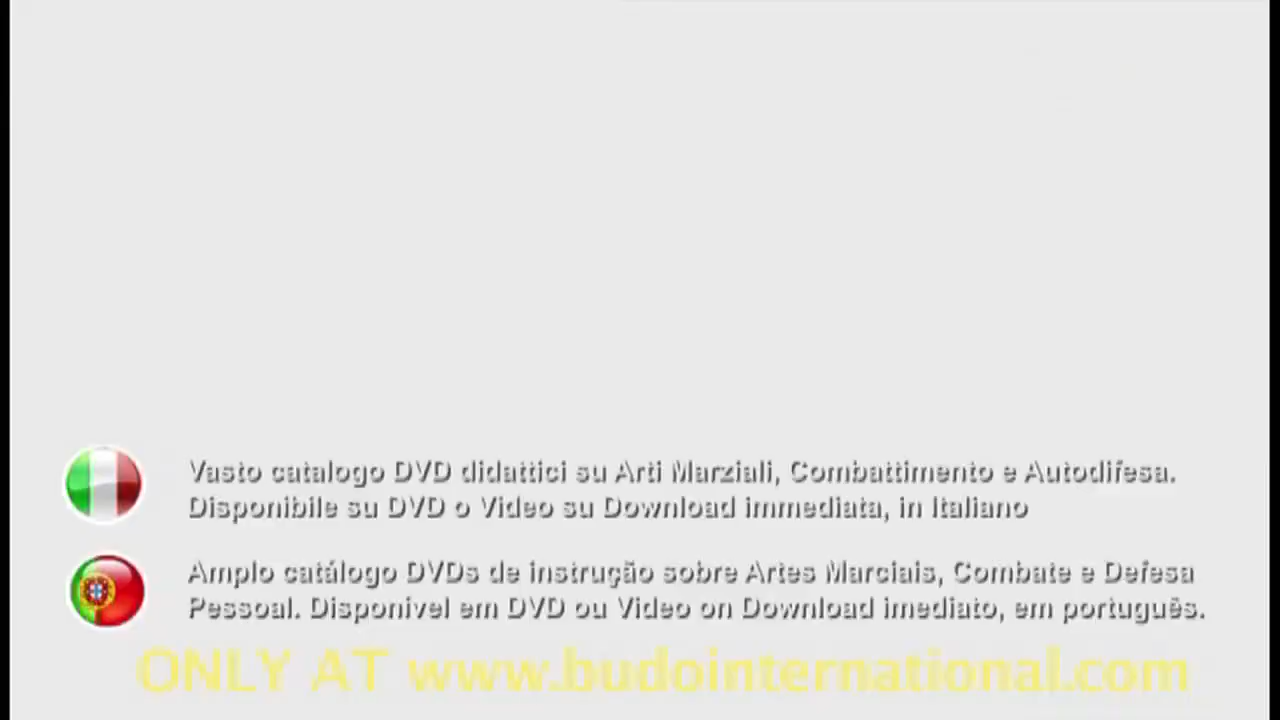 Vasto catalogo DVD didattici su Arti Marziali, Combattimento e Autodifesa.
Disponibile su DVD o Video su Download immediata, in Italiano
Amplo catálogo DVDs de instrução sobre Artes Marciais, Combate e Defesa
Pessoal. Disponivel em DVD ou Video on Download imediato, em português.
ONLY AT www.budointernational.com